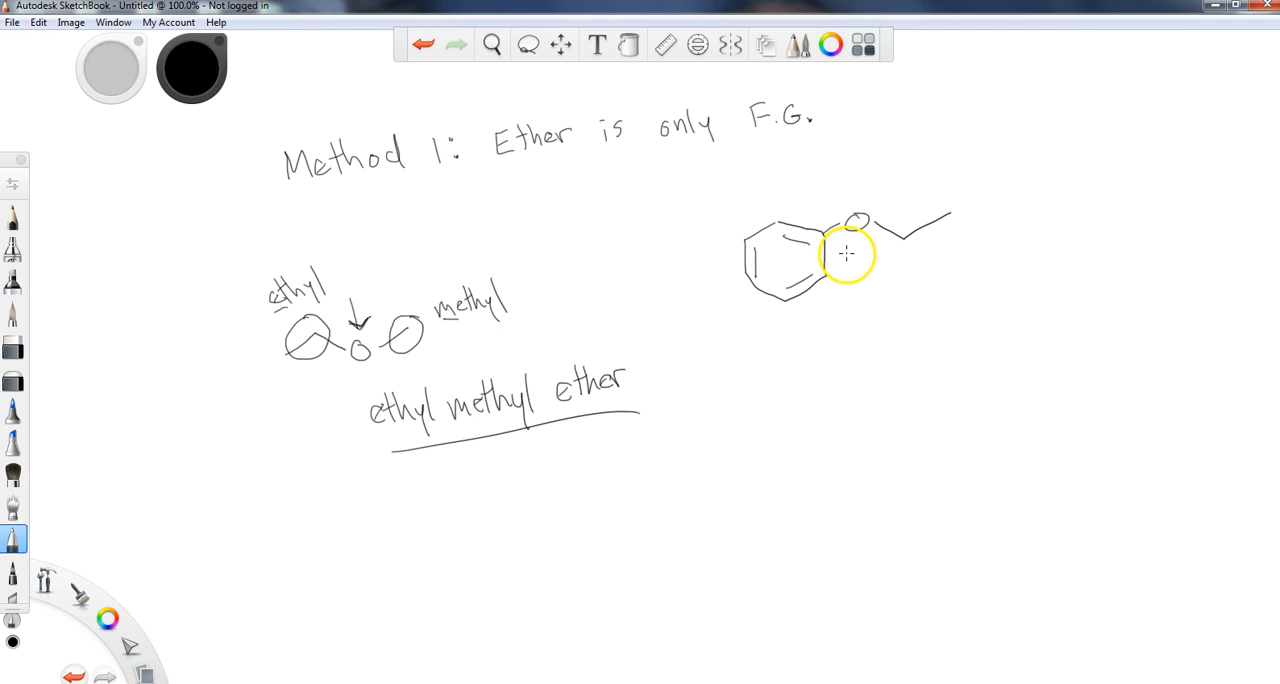 Autodesk SketchBook - Untitled @ 100.0% - Not logged in
File Edit Image Window My Account Help
T
Method 1: Ether is only F.G.
O
ethyl
methyl
O
ethyl methyl ether